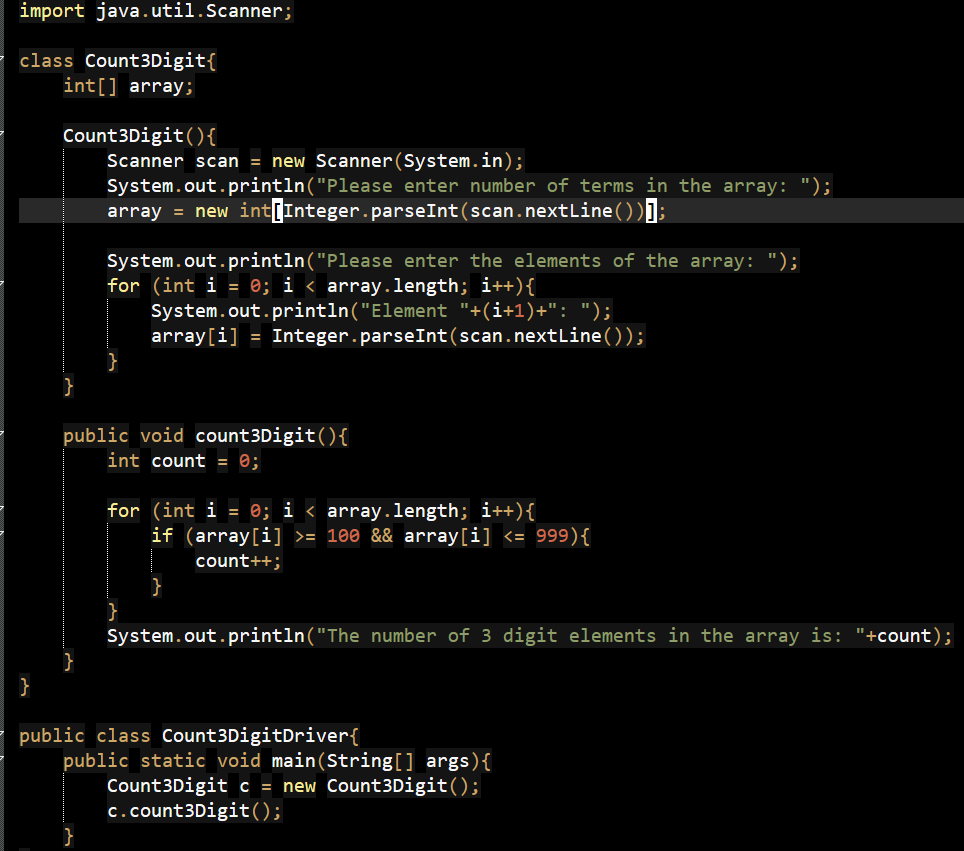 import java.util.Scanner;
class Count3Digit{
int[] array;
Count3Digit(){
Scanner scan = new Scanner(System.in);
System.out.println("Please enter number of terms in the array: ");
array = new int[Integer.parseInt(scan.nextLine())];
System.out.println("Please enter the elements of the array: ");
for (int i = 0; i < array.length; i++){
System.out.println("Element "+(i+1)+": ");
array[i] = Integer.parseInt(scan.nextLine());
}
}
public void count3Digit(){
int count = 0;
for (int i = 0; i < array.length; i++){
if (array[i] >= 100 && array[i] <= 999){
count++;
}
}
System.out.println("The number of 3 digit elements in the array is: "+count);
}
}
public class Count3DigitDriver{
public static void main(String[] args){
Count3Digit c = new Count3Digit();
c.count3Digit();
}